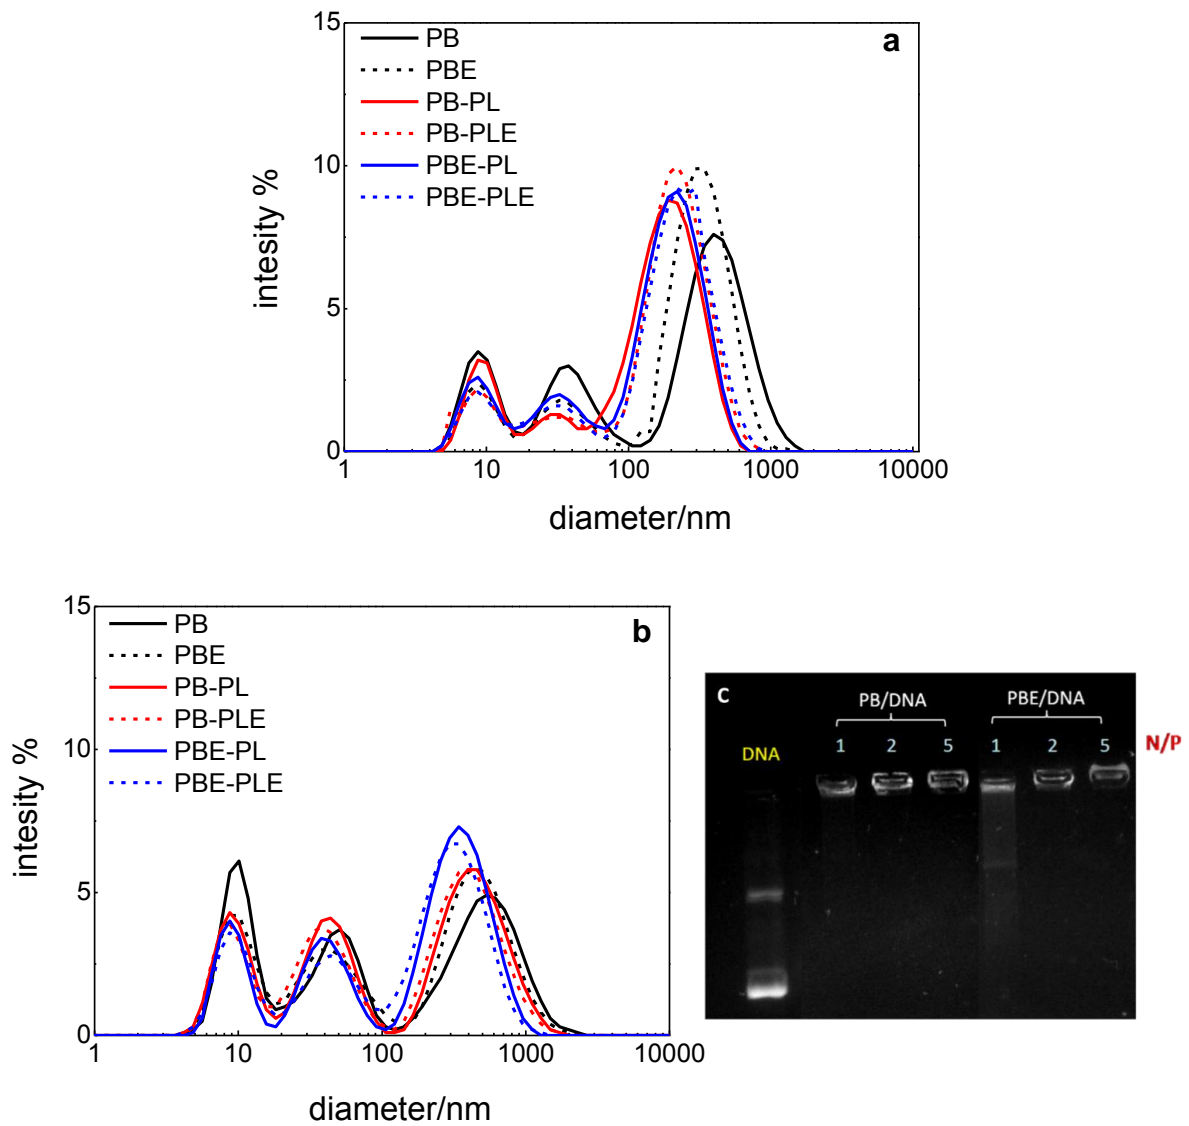 15
a
PB
PBE
PB-PL
PB-PLE
PBE-PL
PBE-PLE
10
5
0
intesity %
1 10 100 1000 10000
diameter/nm
15
b
PB
PBE
PB-PL
PB-PLE
PBE-PL
PBE-PLE
10
5
0
intesity %
1 10 100 1000 10000
diameter/nm
c
PB/DNA PBE/DNA
DNA 1 2 5 1 2 5 N/P